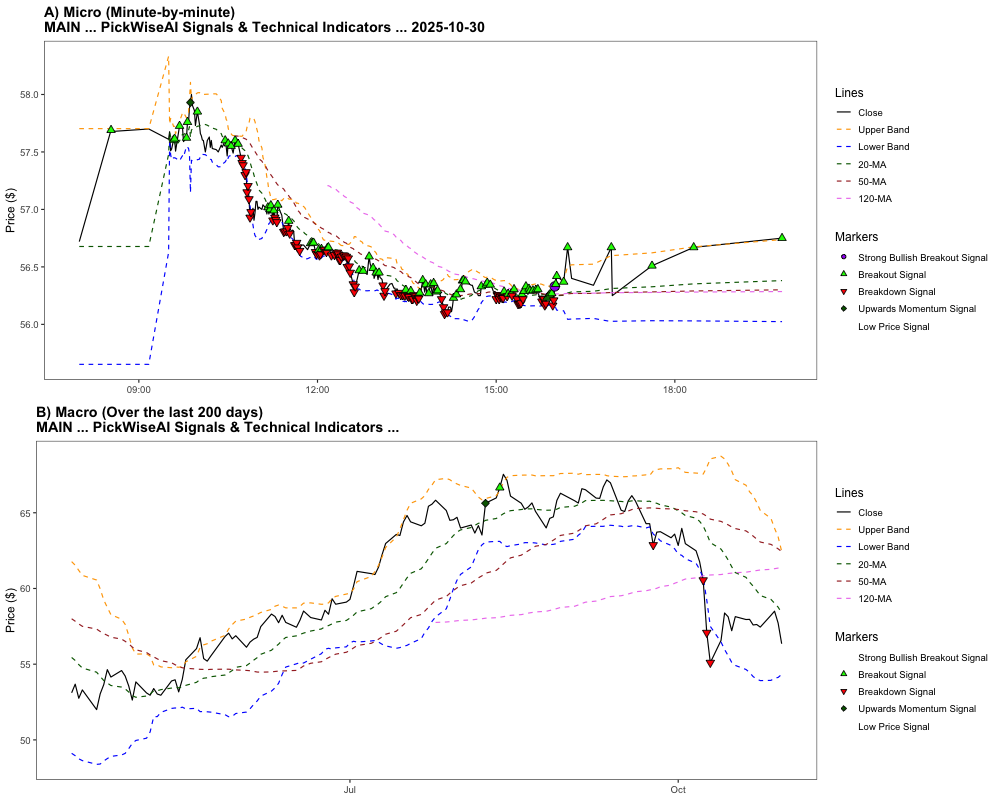 A) Micro (Minute-by-minute)
MAIN ... PickWiseAI Signals & Technical Indicators ... 2025-10-30
Price ($)
58.0
57.5
57.0
56.5
56.0
09:00
12:00
15:00
18:00
Lines
Close
Upper Band
Lower Band
20-MA
50-MA
120-MA
Markers
Strong Bullish Breakout Signal
Breakout Signal
Breakdown Signal
Upwards Momentum Signal
Low Price Signal
B) Macro (Over the last 200 days)
MAIN ... PickWiseAI Signals & Technical Indicators ...
Price ($)
65
60
55
50
Jul
Oct
Lines
Close
Upper Band
Lower Band
20-MA
50-MA
120-MA
Markers
Strong Bullish Breakout Signal
Breakout Signal
Breakdown Signal
Upwards Momentum Signal
Low Price Signal